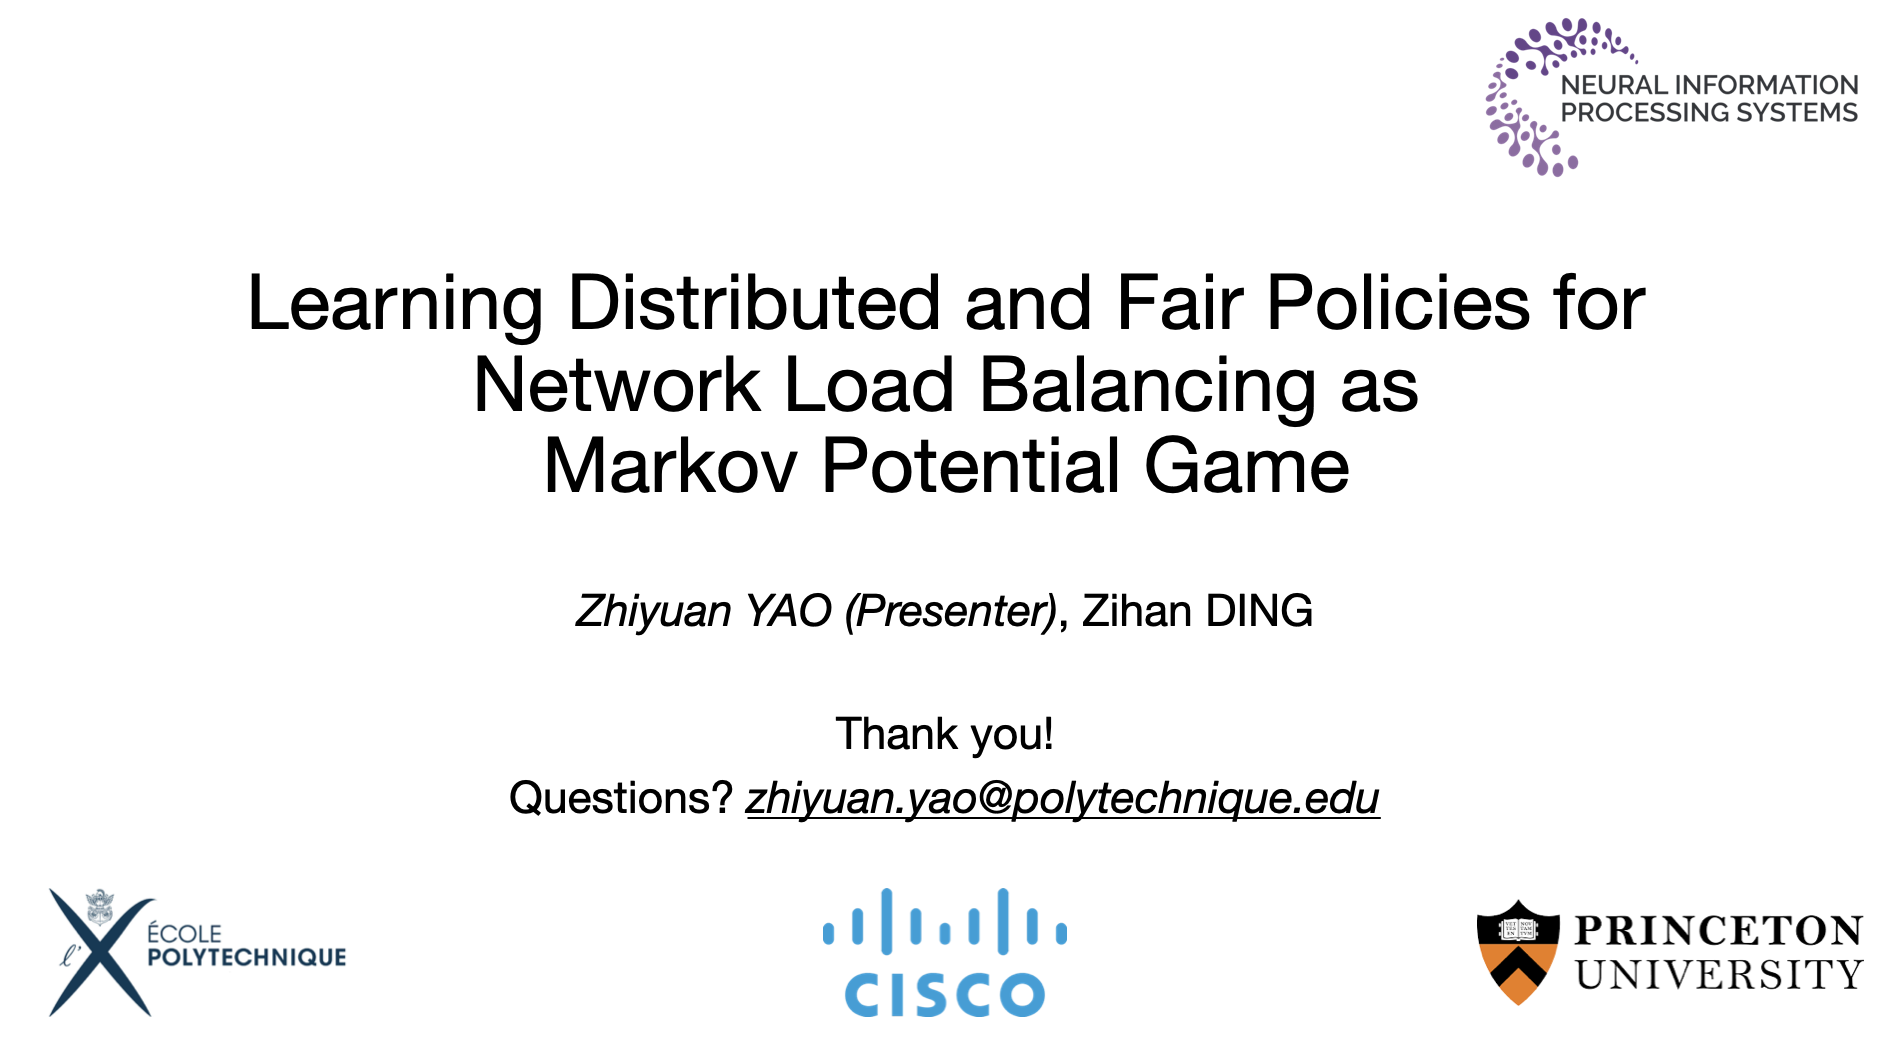 NEURAL INFORMATION
PROCESSING SYSTEMS
Learning Distributed and Fair Policies for
Network Load Balancing as
Markov Potential Game
Zhiyuan YAO (Presenter), Zihan DING
Thank you!
Questions? zhiyuan.yao@polytechnique.edu
l'X
ÉCOLE
POLYTECHNIQUE
CISCO
PRINCETON
UNIVERSITY